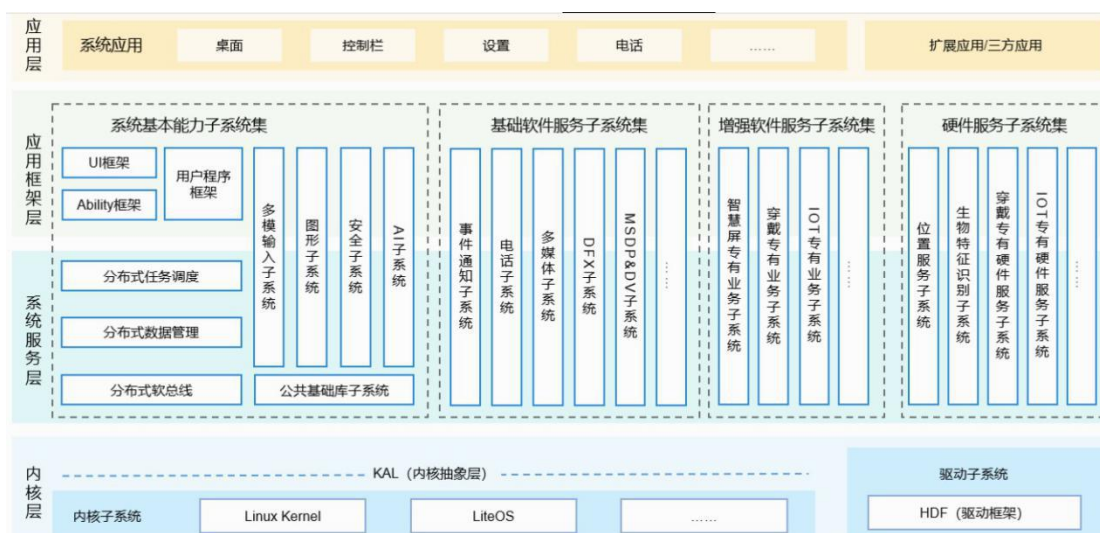 应用层
系统应用
桌面
控制栏
设置
电话
......
扩展应用/三方应用
应用框架层
系统服务层
系统基本能力子系统集
UI框架
Ability框架
用户程序
框架
分布式任务调度
分布式数据管理
分布式软总线
多模输入子系统
图形子系统
安全子系统
AI子系统
公共基础库子系统
基础软件服务子系统集
事件通知子系统
电话子系统
多媒体子系统
DFX子系统
MSDP&DV子系统
......
增强软件服务子系统集
智慧屏专有业务子系统
穿戴专有业务子系统
IOT专有业务子系统
......
硬件服务子系统集
位置服务子系统
生物特征识别子系统
穿戴专有硬件服务子系统
IOT专有硬件服务子系统
......
内核层
KAL（内核抽象层）
内核子系统
Linux Kernel
LiteOS
......
驱动子系统
HDF（驱动框架）